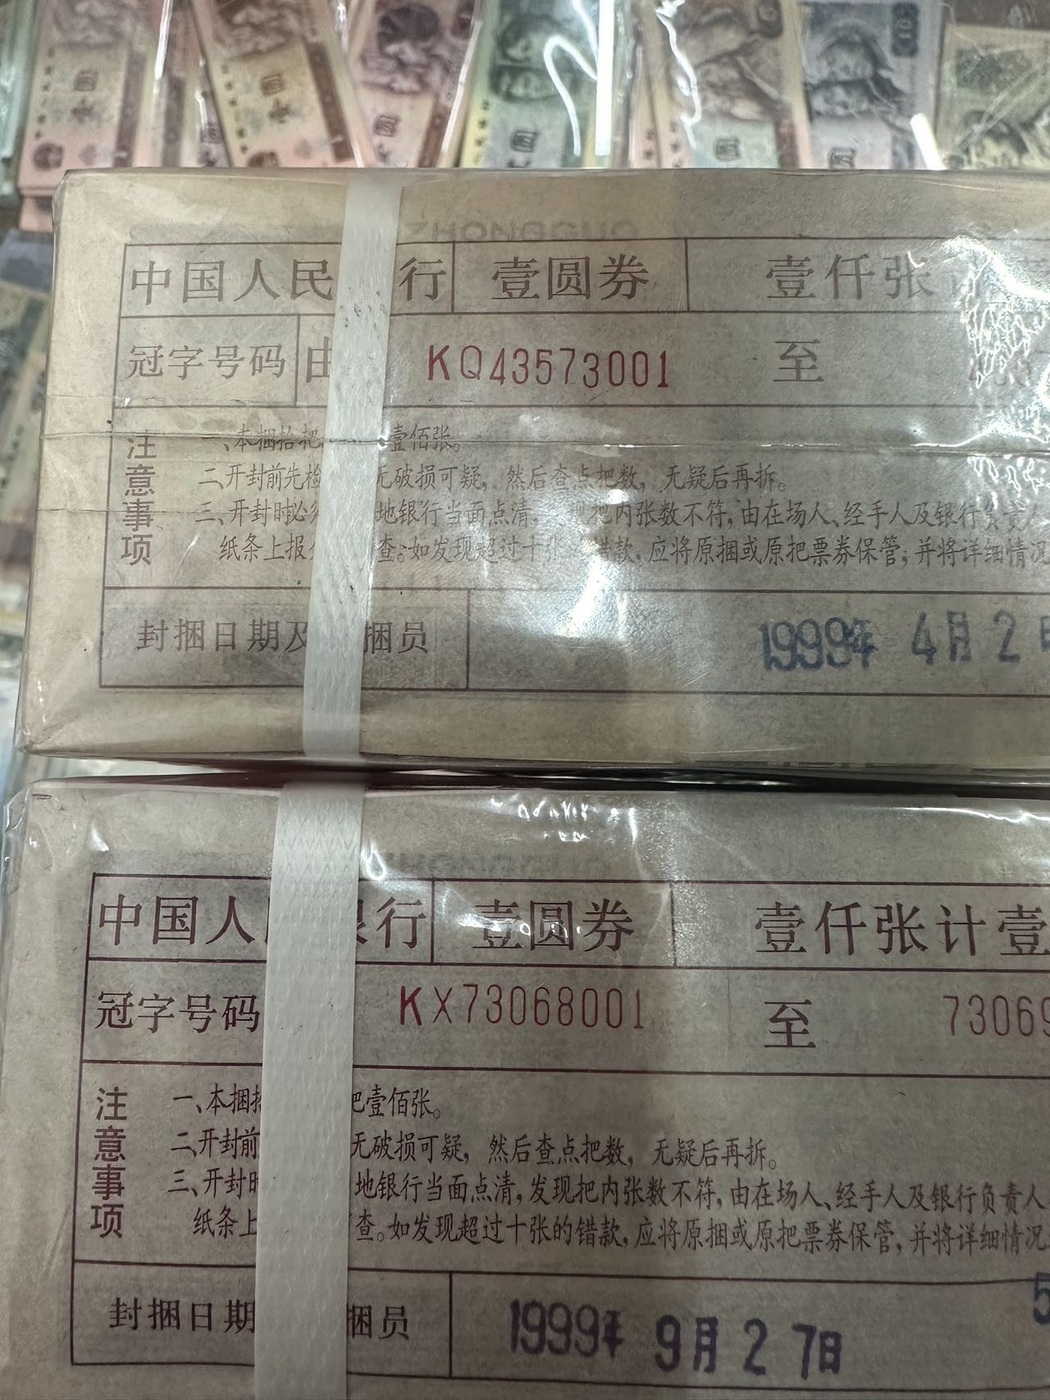 中国人民 行 壹圆券 壹仟张
冠字号码 由 KQ43573001 至
注意事项
一、本捆拾把 壹佰张。
二、开封前先检 无破损可疑，然后查点把数，无疑后再拆。
三、开封时必须 地银行当面点清， 现把内张数不符，由在场人、经手人及银行负责人
纸条上报 查：如发现超过十张 错款，应将原捆或原把票券保管；并将详细情况
封捆日期及 捆员 1999年 4月 2
中国人 银行 壹圆券 壹仟张计壹
冠字号码 KX73068001 至 73069
注意事项
一、本捆 把壹佰张。
二、开封前 无破损可疑，然后查点把数，无疑后再拆。
三、开封时 地银行当面点清，发现把内张数不符，由在场人、经手人及银行负责人
纸条上 查。如发现超过十张的错款，应将原捆或原把票券保管，并将详细情况
5
封捆日期 捆员 1999年 9月 27日